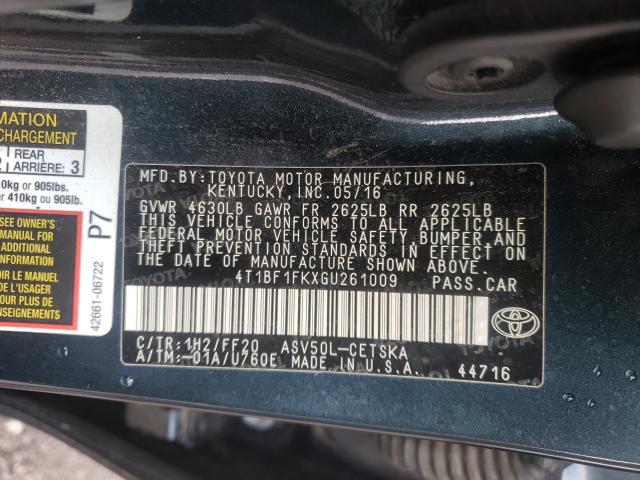 MATION
CHARGEMENT
REAR
ARRIÈRE: 3
0kg or 905lbs.
e 410kg ou 905lb.
SEE OWNER'S
MANUAL FOR
ADDITIONAL
INFORMATION
OIR LE MANUEL
DE L'USAGER
POUR PLUS DE
P7
42661-06722
MFD.BY:TOYOTA MOTOR MANUFACTURING,
KENTUCKY,INC.05/16
GVWR 4630LB GAWR FR 2625LB RR 2625LB
THIS VEHICLE CONFORMS TO ALL APPLICABLE
FEDERAL MOTOR VEHICLE SAFETY,BUMPER,AND
THEFT PREVENTION STANDARDS IN EFFECT ON
THE DATE OF MANUFACTURE SHOWN ABOVE.
4T1BF1FKXGU261009 PASS.CAR
C/TR:1H2/FF20 ASV50L-CETSKA
A/TM:-01A/U760E MADE IN U.S.A. 44716
TOYOTA